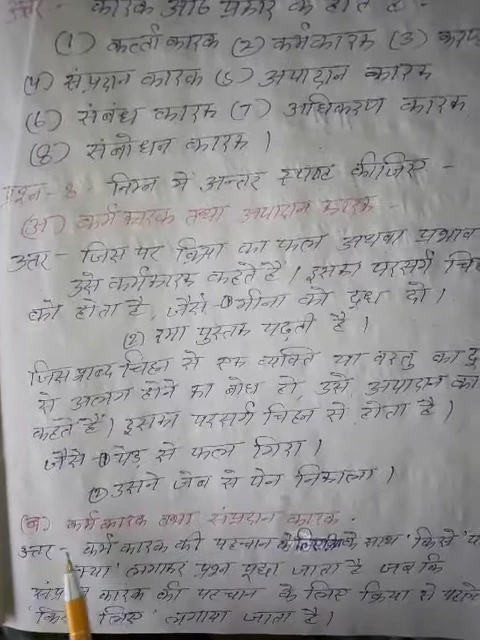 उत्तर - कारक आठ प्रकार के होते है -
(1) कर्त्ता कारक (2) कर्मकारक (3)
(4) संप्रदान कारक (5) अपादान कारक
(6) संबंध कारक (7) अधिकरण कारक
(8) संबोधन कारक ।
प्रश्न - 8 - निम्न में अन्तर स्पष्ट कीजिए -
(अ) कर्म कारक तथा अपादान कारक -
उत्तर - जिस पर क्रिया का फल अथवा प्रभाव
उसे कर्मकारक कहते है । इसका परसर्ग
को होता है, जैसे - (1) मीना को दूध दो ।
(2) रमा पुस्तक पढ़ती है ।
जिस शब्द चिह्न से एक व्यक्ति या वस्तु का
से अलग होने का बोध हो, उसे अपादान
कहते है । इसका परसर्ग चिह्न से होता है ।
जैसे - (1) पेड़ से फल गिरा ।
(2) उसने जेब से पेन निकाला ।
(ब) कर्म कारक तथा संप्रदान कारक -
उत्तर - कर्म कारक की पहचान के साथ 'किसे'
लगाकर प्रश्न पूछा जाता है जबकि
कारक की पहचान के लिए क्रिया से पहले
लिए' लगाया जाता है ।